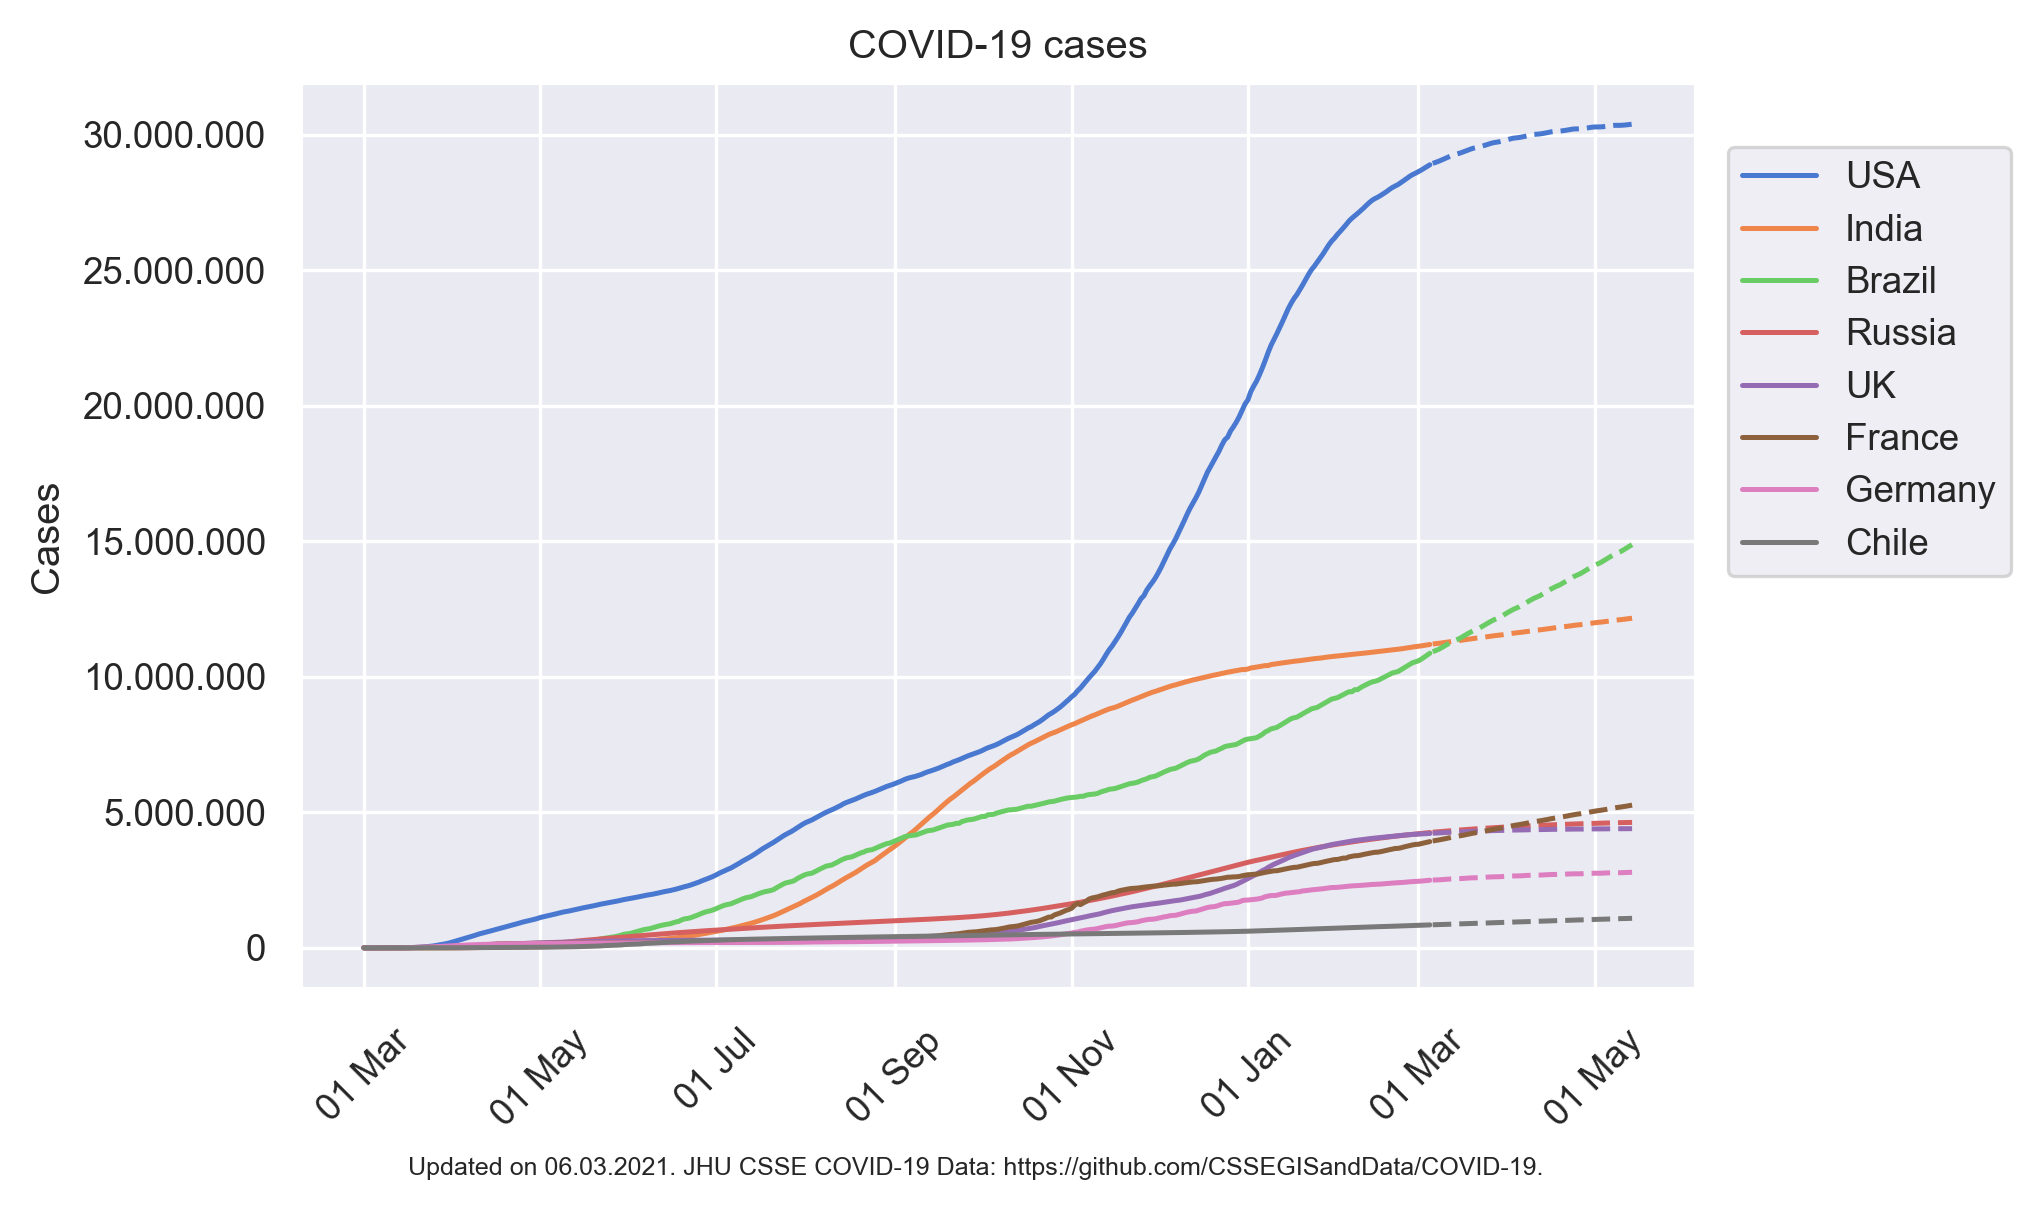 COVID-19 cases
30.000.000
25.000.000
20.000.000
15.000.000
10.000.000
5.000.000
0
Cases
USA
India
Brazil
Russia
UK
France
Germany
Chile
01 Mar
01 May
01 Jul
01 Sep
01 Nov
01 Jan
01 Mar
01 May
Updated on 06.03.2021. JHU CSSE COVID-19 Data: https://github.com/CSSEGISandData/COVID-19.